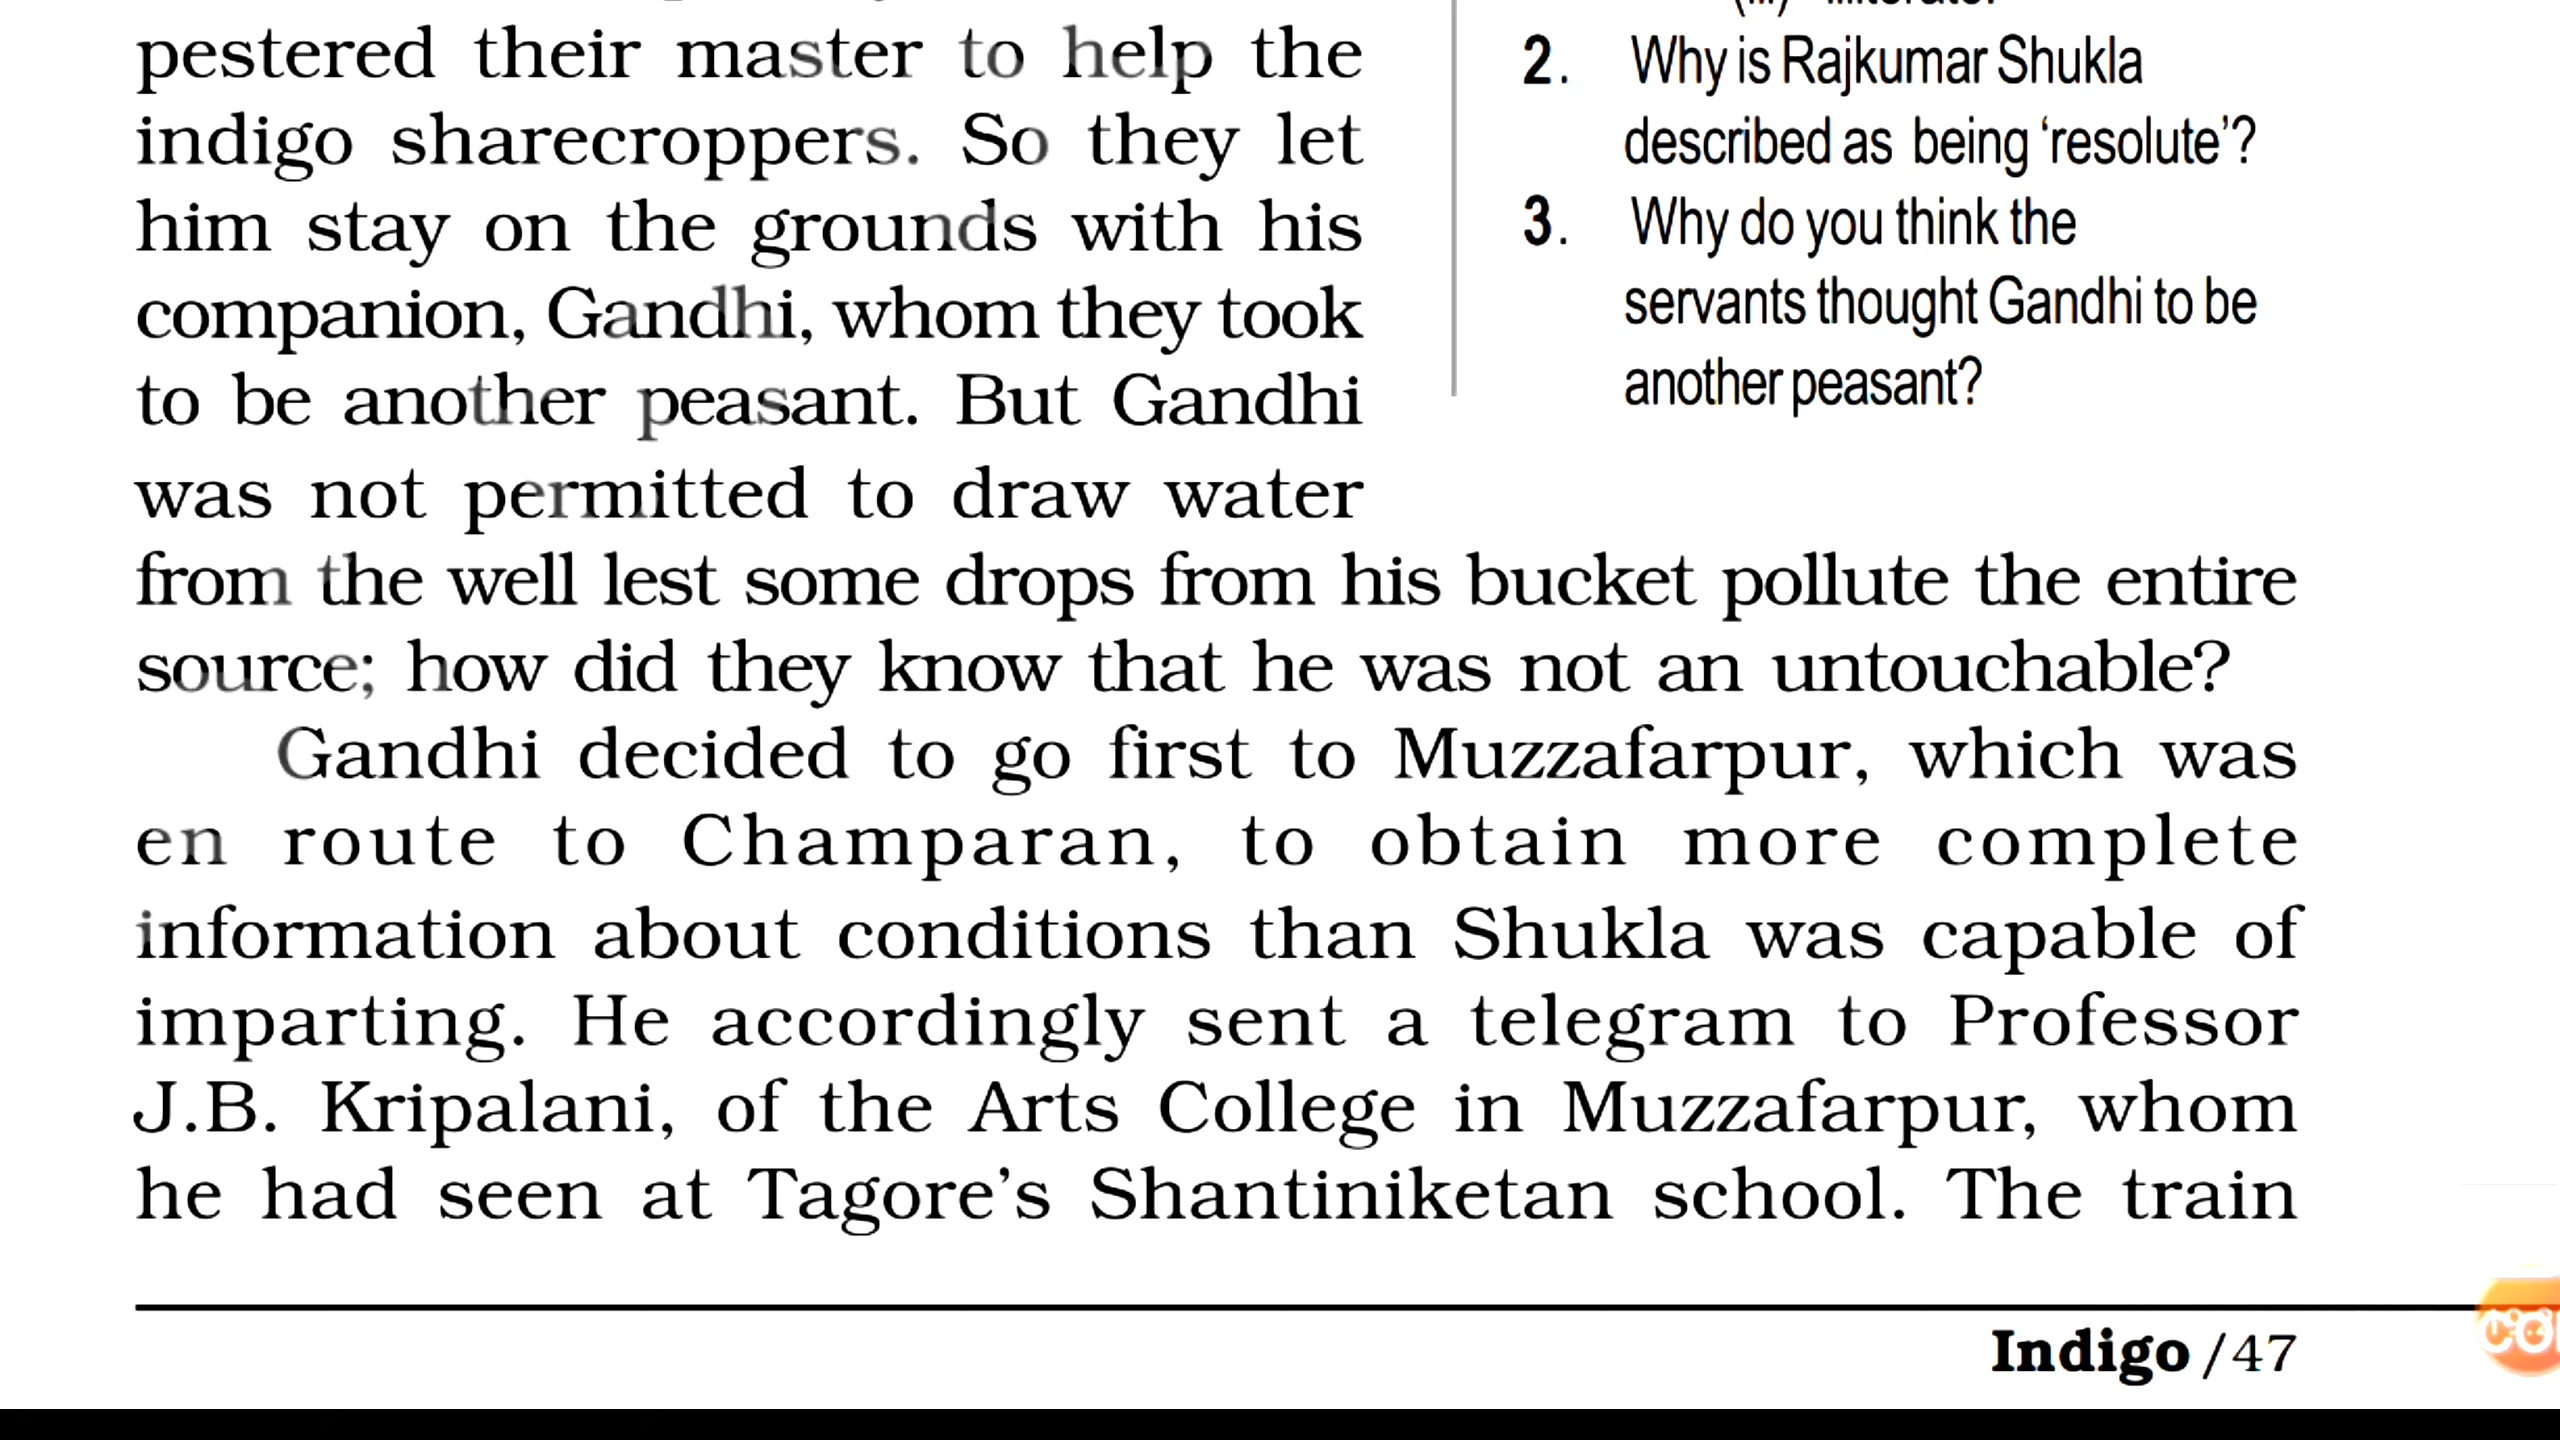 pestered their master to help the
indigo sharecroppers. So they let
him stay on the grounds with his
companion, Gandhi, whom they took
to be another peasant. But Gandhi
was not permitted to draw water
from the well lest some drops from his bucket pollute the entire
source; how did they know that he was not an untouchable?
Gandhi decided to go first to Muzzafarpur, which was
en route to Champaran, to obtain more complete
information about conditions than Shukla was capable of
imparting. He accordingly sent a telegram to Professor
J.B. Kripalani, of the Arts College in Muzzafarpur, whom
he had seen at Tagore's Shantiniketan school. The train
2. Why is Rajkumar Shukla
described as being ‘resolute’?
3. Why do you think the
servants thought Gandhi to be
another peasant?
Indigo /47